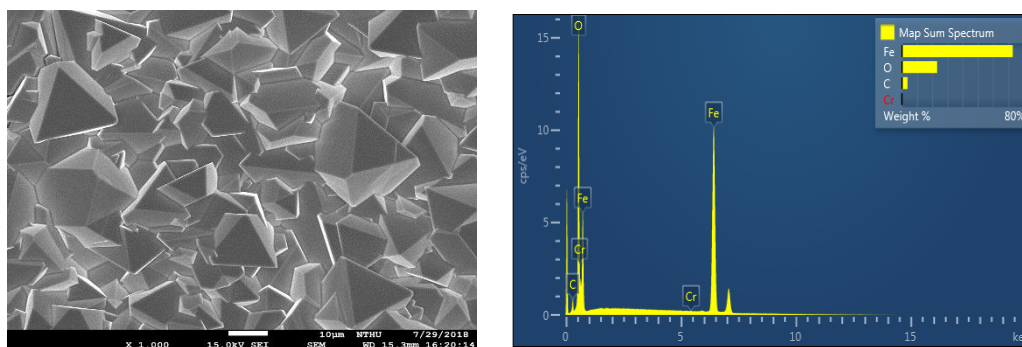 10µm NTHU 7/29/2018
X 1,000 15.0kV SEI SEM WD 15.3mm 16:20:14
Map Sum Spectrum
Fe
O
C
Cr
Weight % 80%
cps/eV
15
10
5
0
O
Fe
Cr
C
Cr
Fe
0 5 10 15 ke